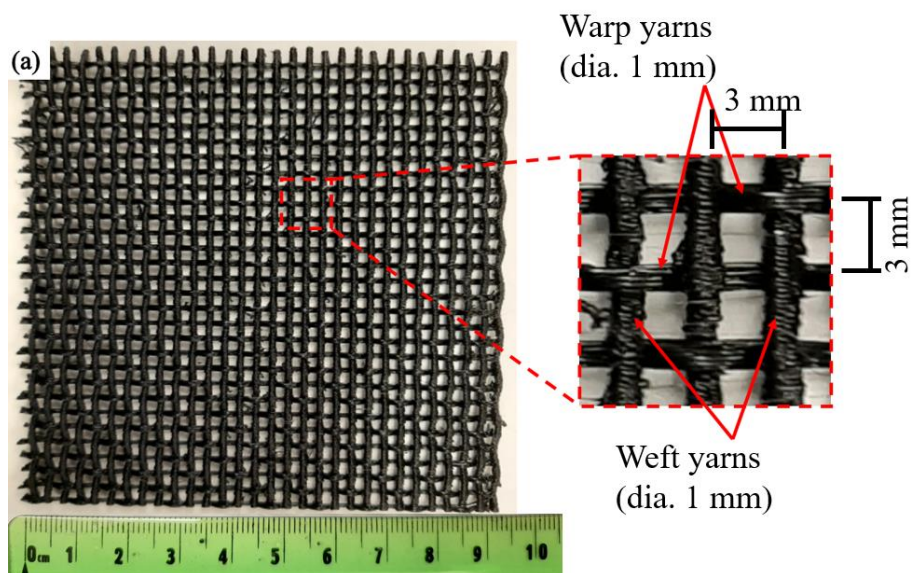 Warp yarns
(dia. 1 mm)
(a)
3 mm
3 mm
Weft yarns
(dia. 1 mm)
0cm 1 2 3 4 5 6 7 8 9 10